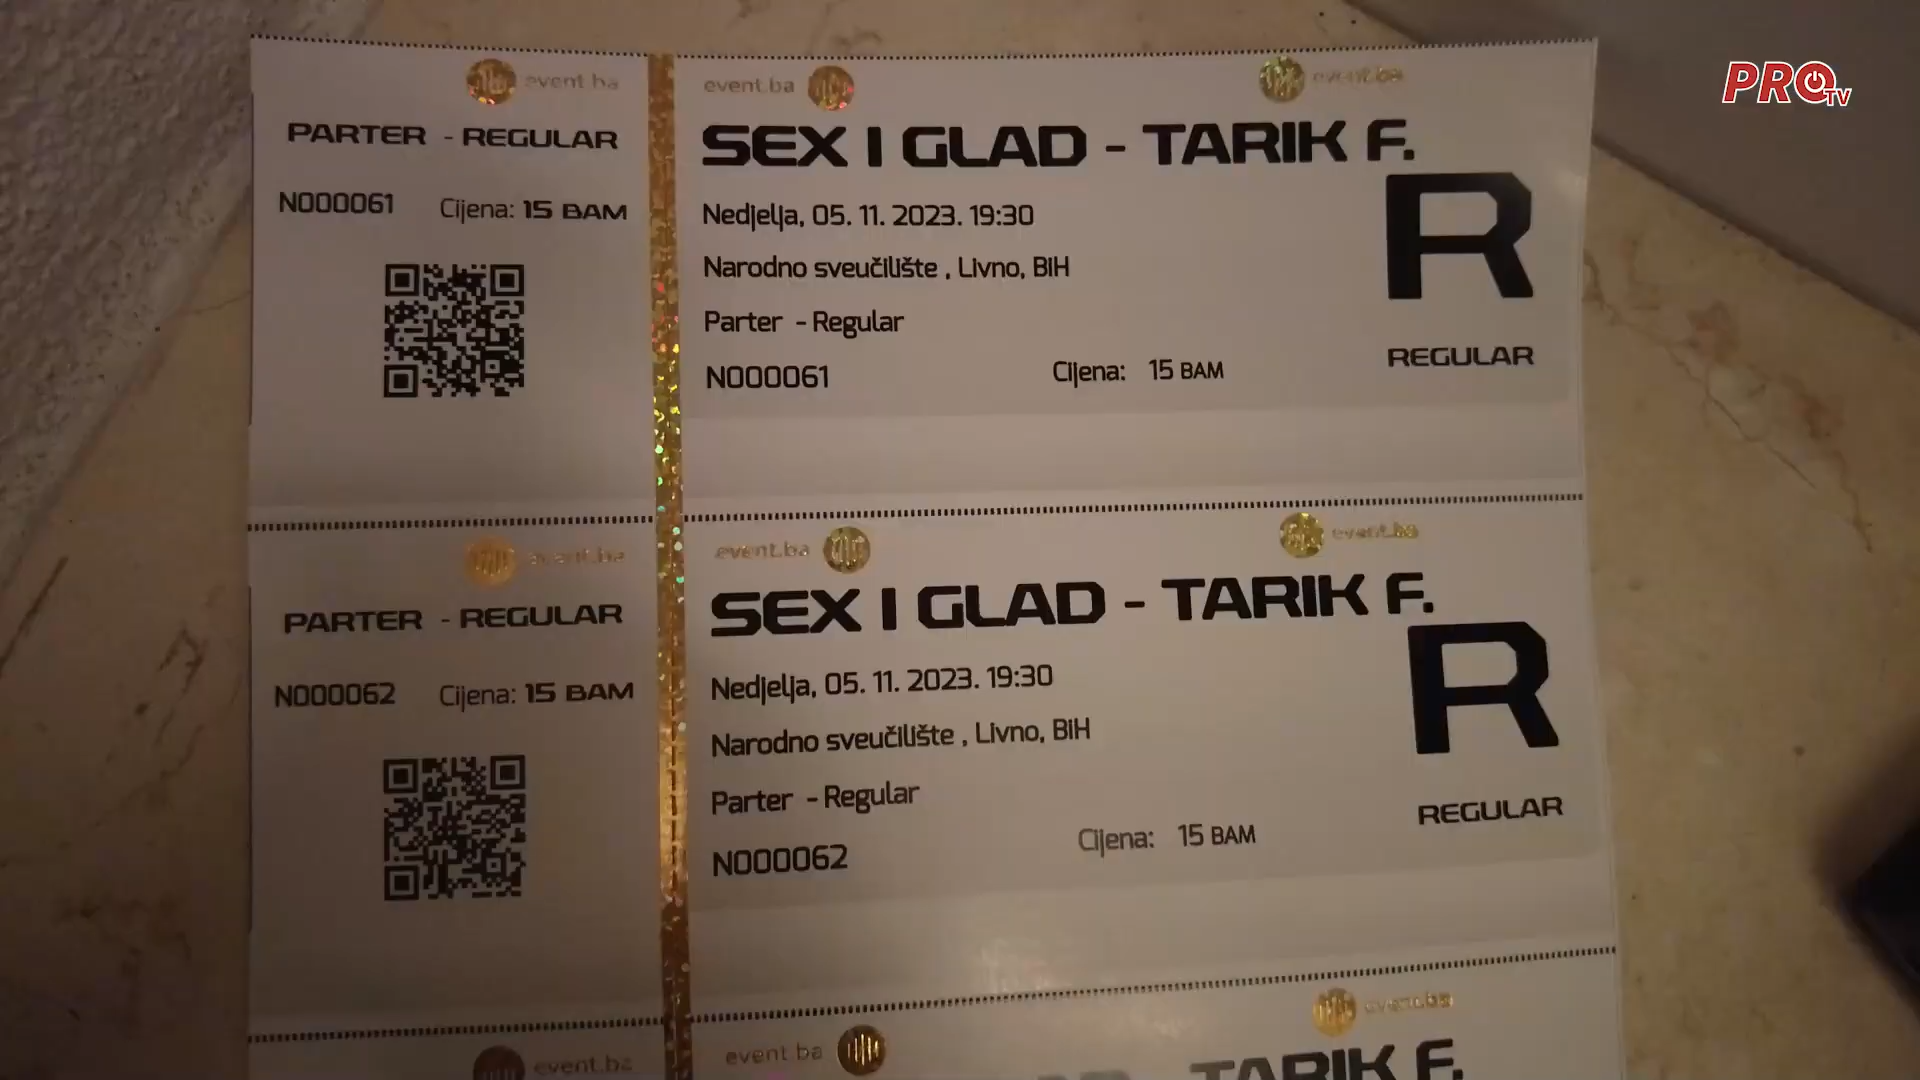 PRO TV
event.ba
PARTER - REGULAR
N000061 Cijena: 15 BAM
event.ba
event.ba
SEX I GLAD - TARIK F.
Nedjelja, 05. 11. 2023. 19:30
Narodno sveučilište , Livno, BiH
Parter - Regular
N000061 Cijena: 15 BAM
R
REGULAR
event.ba
PARTER - REGULAR
N000062 Cijena: 15 BAM
event.ba
event.ba
SEX I GLAD - TARIK F.
Nedjelja, 05. 11. 2023. 19:30
Narodno sveučilište , Livno, BiH
Parter - Regular
N000062 Cijena: 15 BAM
R
REGULAR
event.ba
event.ba
event.ba
TARIK F.